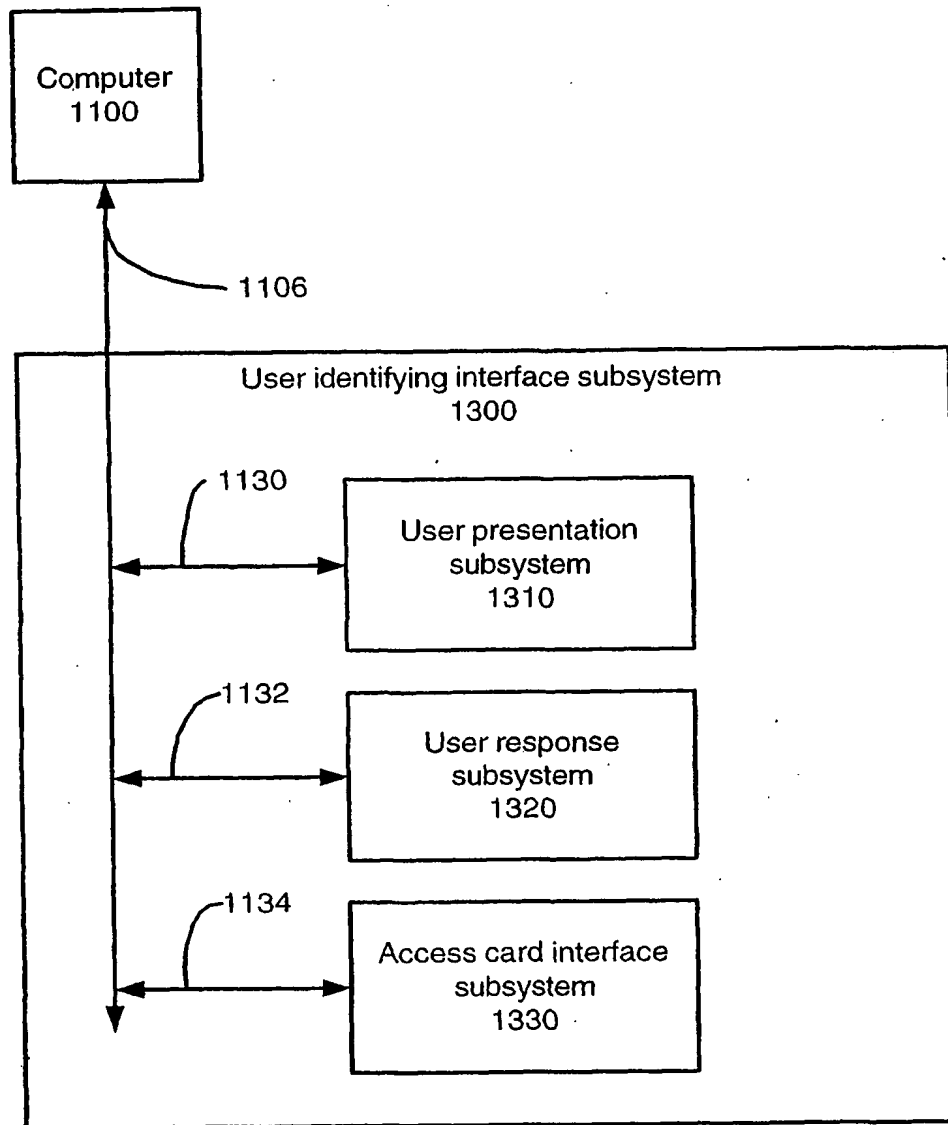 Computer
1100
1106
User identifying interface subsystem
1300
1130
User presentation
subsystem
1310
1132
User response
subsystem
1320
1134
Access card interface
subsystem
1330